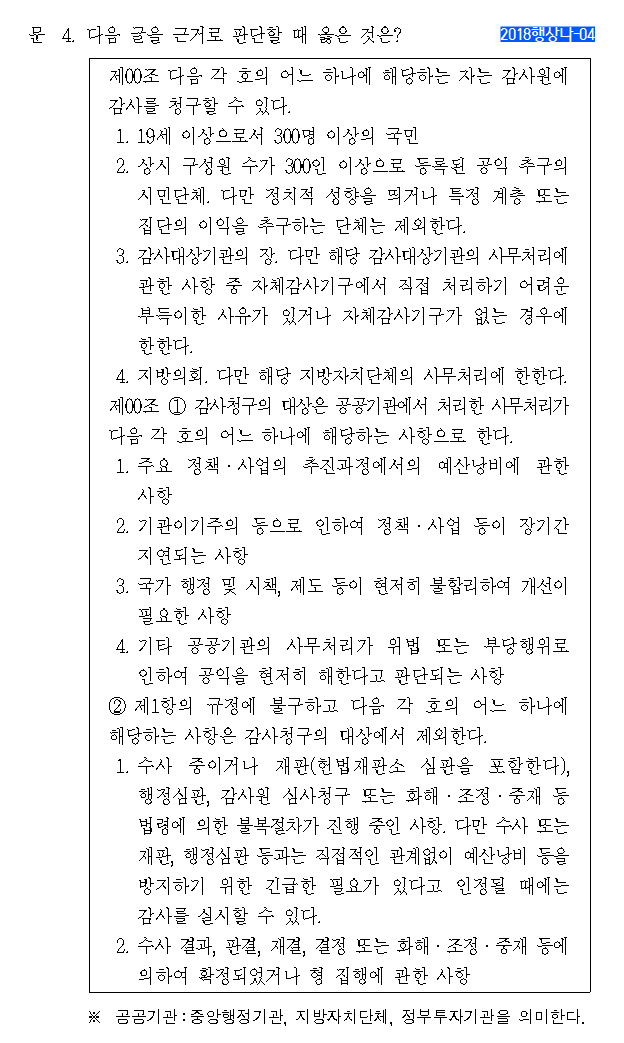 문 4. 다음 글을 근거로 판단할 때 옳은 것은? 2018행상나-04
제00조 다음 각 호의 어느 하나에 해당하는 자는 감사원에
감사를 청구할 수 있다.
1. 19세 이상으로서 300명 이상의 국민
2. 상시 구성원 수가 300인 이상으로 등록된 공익 추구의
시민단체. 다만 정치적 성향을 띄거나 특정 계층 또는
집단의 이익을 추구하는 단체는 제외한다.
3. 감사대상기관의 장. 다만 해당 감사대상기관의 사무처리에
관한 사항 중 자체감사기구에서 직접 처리하기 어려운
부득이한 사유가 있거나 자체감사기구가 없는 경우에
한한다.
4. 지방의회. 다만 해당 지방자치단체의 사무처리에 한한다.
제00조 ① 감사청구의 대상은 공공기관에서 처리한 사무처리가
다음 각 호의 어느 하나에 해당하는 사항으로 한다.
1. 주요 정책·사업의 추진과정에서의 예산낭비에 관한
사항
2. 기관이기주의 등으로 인하여 정책·사업 등이 장기간
지연되는 사항
3. 국가 행정 및 시책, 제도 등이 현저히 불합리하여 개선이
필요한 사항
4. 기타 공공기관의 사무처리가 위법 또는 부당행위로
인하여 공익을 현저히 해한다고 판단되는 사항
② 제1항의 규정에 불구하고 다음 각 호의 어느 하나에
해당하는 사항은 감사청구의 대상에서 제외한다.
1. 수사 중이거나 재판(헌법재판소 심판을 포함한다),
행정심판, 감사원 심사청구 또는 화해·조정·중재 등
법령에 의한 불복절차가 진행 중인 사항. 다만 수사 또는
재판, 행정심판 등과는 직접적인 관계없이 예산낭비 등을
방지하기 위한 긴급한 필요가 있다고 인정될 때에는
감사를 실시할 수 있다.
2. 수사 결과, 판결, 재결, 결정 또는 화해·조정·중재 등에
의하여 확정되었거나 형 집행에 관한 사항
※ 공공기관:중앙행정기관, 지방자치단체, 정부투자기관을 의미한다.